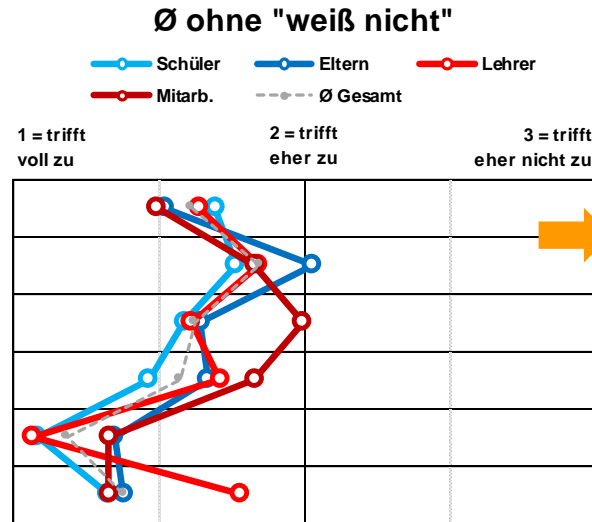 Ø ohne "weiß nicht"
Schüler Eltern Lehrer
Mitarb. Ø Gesamt
1 = trifft voll zu
2 = trifft eher zu
3 = trifft eher nicht zu